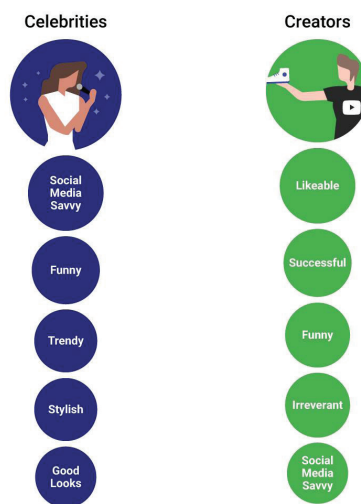 Celebrities
Social
Media
Savvy
Funny
Trendy
Stylish
Good
Looks
Creators
Likeable
Successful
Funny
Irreverant
Social
Media
Savvy